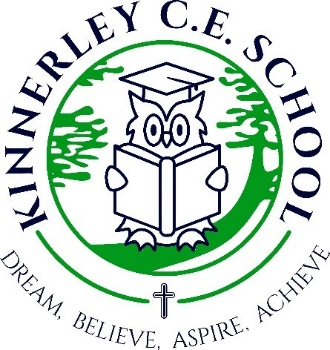 KINNERLEY C.E. SCHOOL
DREAM, BELIEVE, ASPIRE, ACHIEVE